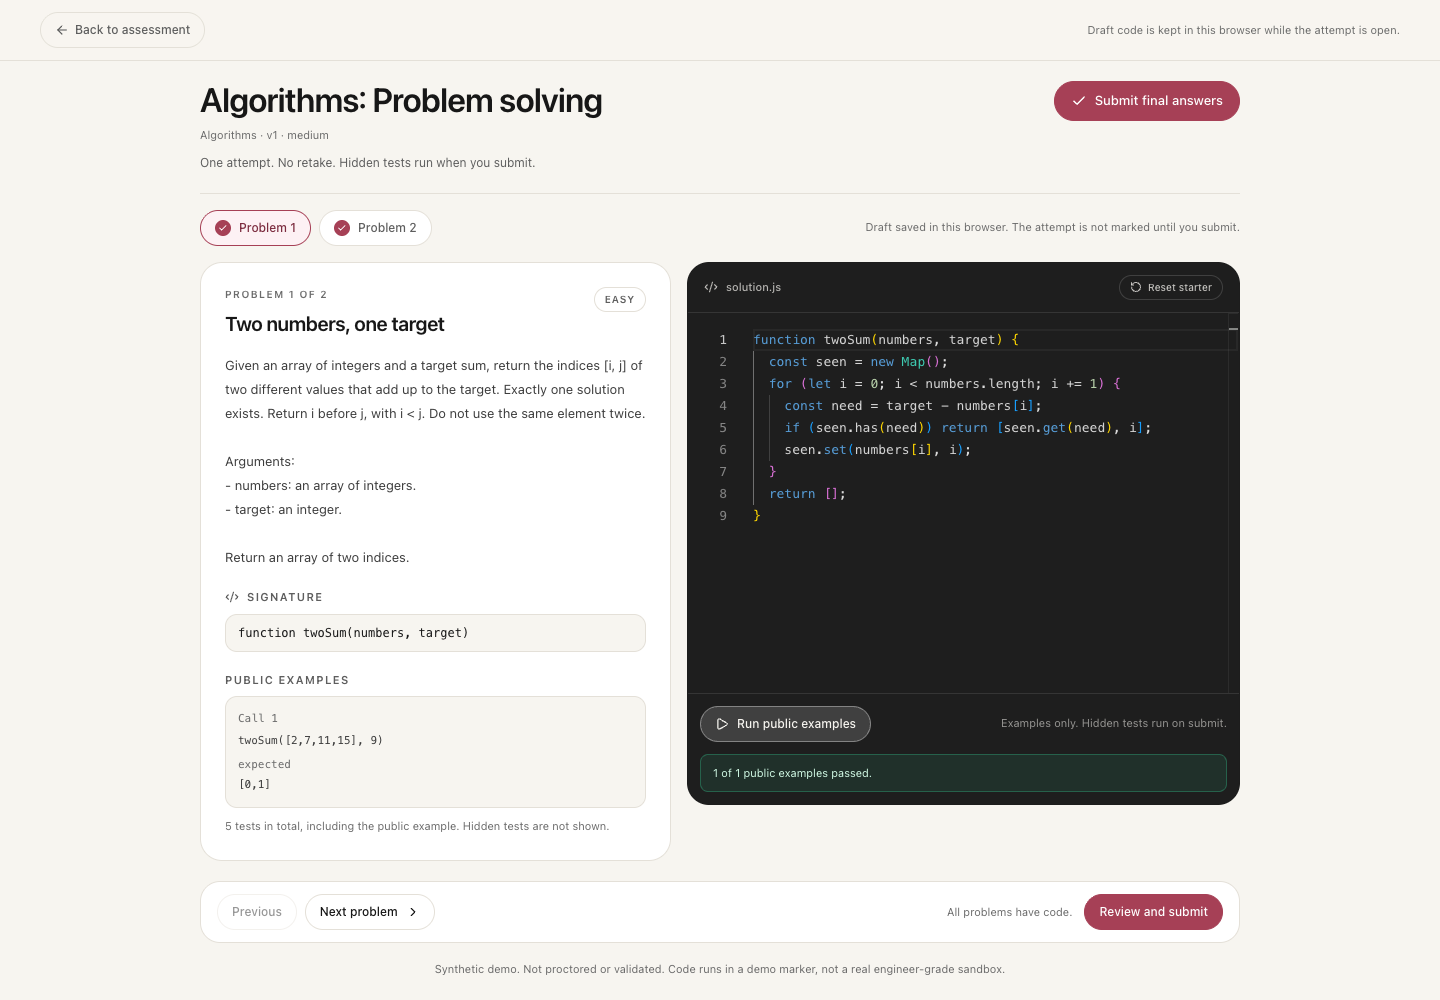 Back to assessment
Draft code is kept in this browser while the attempt is open.
Algorithms: Problem solving
Submit final answers
Algorithms · v1 · medium
One attempt. No retake. Hidden tests run when you submit.
Problem 1
Problem 2
Draft saved in this browser. The attempt is not marked until you submit.
PROBLEM 1 OF 2
EASY
Two numbers, one target
Given an array of integers and a target sum, return the indices [i, j] of
two different values that add up to the target. Exactly one solution
exists. Return i before j, with i < j. Do not use the same element twice.
Arguments:
- numbers: an array of integers.
- target: an integer.
Return an array of two indices.
</> SIGNATURE
function twoSum(numbers, target)
PUBLIC EXAMPLES
Call 1
twoSum([2,7,11,15], 9)
expected
[0,1]
5 tests in total, including the public example. Hidden tests are not shown.
</> solution.js
Reset starter
1 function twoSum(numbers, target) {
2   const seen = new Map();
3   for (let i = 0; i < numbers.length; i += 1) {
4     const need = target - numbers[i];
5     if (seen.has(need)) return [seen.get(need), i];
6     seen.set(numbers[i], i);
7   }
8   return [];
9 }
Run public examples
Examples only. Hidden tests run on submit.
1 of 1 public examples passed.
Previous
Next problem
All problems have code.
Review and submit
Synthetic demo. Not proctored or validated. Code runs in a demo marker, not a real engineer-grade sandbox.